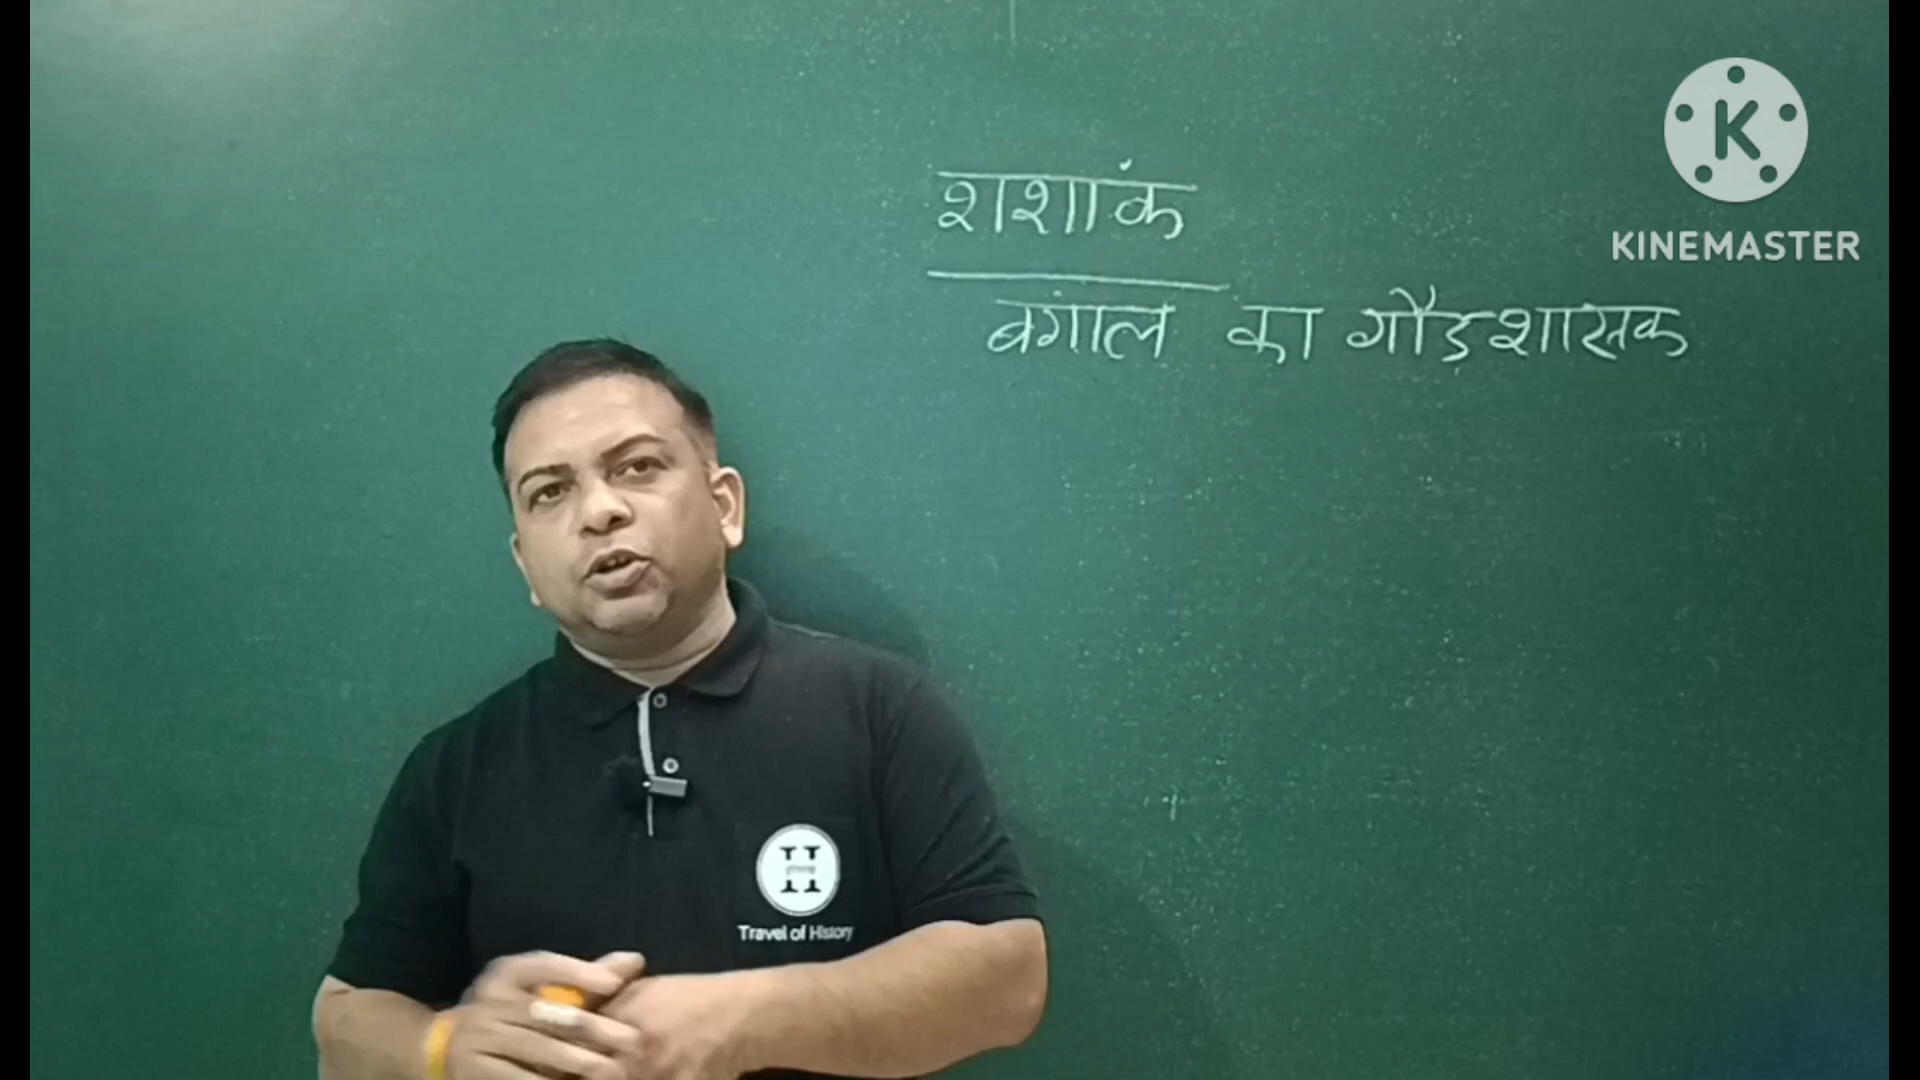 शशांक
बंगाल का गौड़ शासक
KINEMASTER
Travel of History